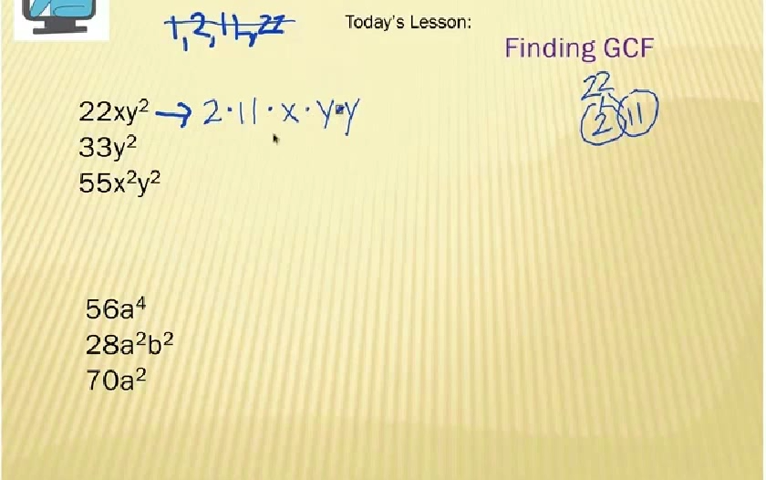 1, 2, 11, 22
Today's Lesson:
Finding GCF
22
2 11
22xy² → 2·11·x·y·y
33y²
55x²y²
56a⁴
28a²b²
70a²